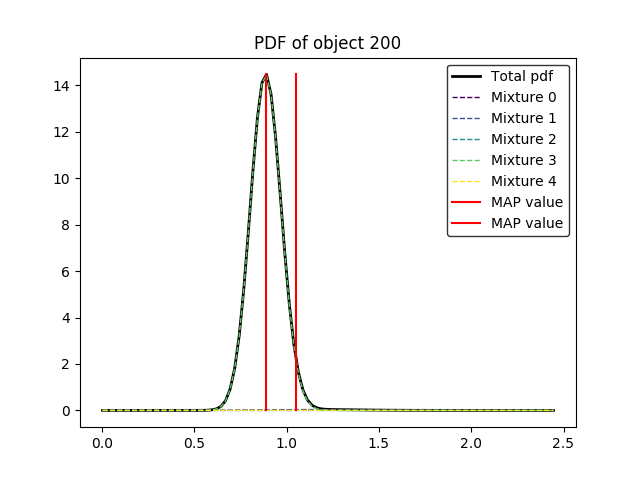 PDF of object 200
Total pdf
Mixture 0
Mixture 1
Mixture 2
Mixture 3
Mixture 4
MAP value
MAP value
14
12
10
8
6
4
2
0
0.0 0.5 1.0 1.5 2.0 2.5